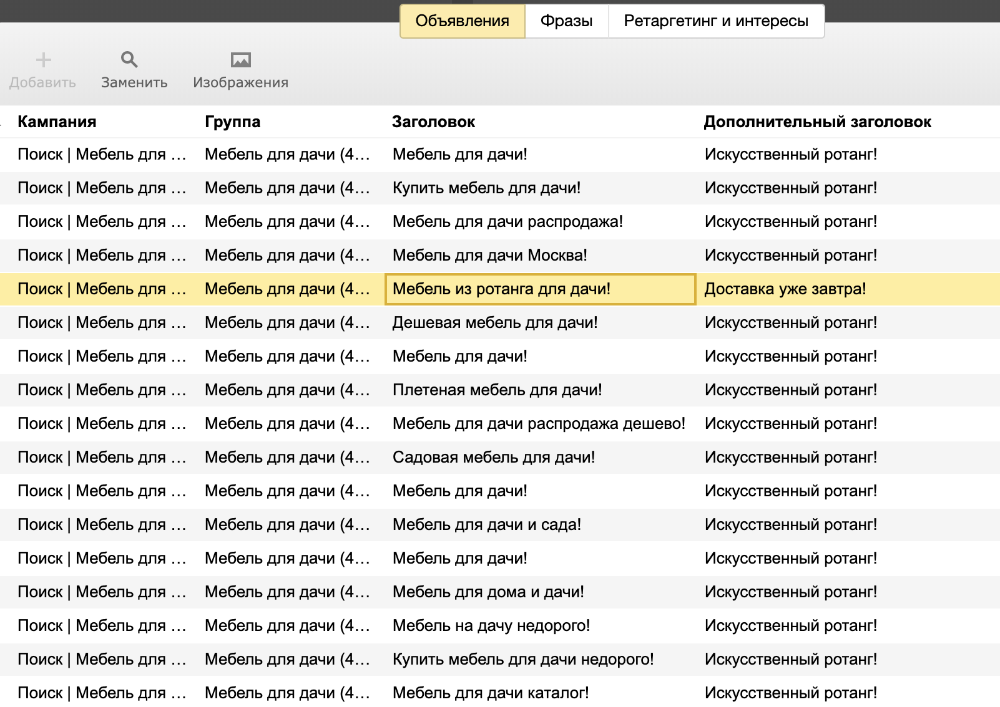 Объявления Фразы Ретаргетинг и интересы
Добавить Заменить Изображения
Кампания Группа Заголовок Дополнительный заголовок
Поиск | Мебель для ... Мебель для дачи (4... Мебель для дачи! Искусственный ротанг!
Поиск | Мебель для ... Мебель для дачи (4... Купить мебель для дачи! Искусственный ротанг!
Поиск | Мебель для ... Мебель для дачи (4... Мебель для дачи распродажа! Искусственный ротанг!
Поиск | Мебель для ... Мебель для дачи (4... Мебель для дачи Москва! Искусственный ротанг!
Поиск | Мебель для ... Мебель для дачи (4... Мебель из ротанга для дачи! Доставка уже завтра!
Поиск | Мебель для ... Мебель для дачи (4... Дешевая мебель для дачи! Искусственный ротанг!
Поиск | Мебель для ... Мебель для дачи (4... Мебель для дачи! Искусственный ротанг!
Поиск | Мебель для ... Мебель для дачи (4... Плетеная мебель для дачи! Искусственный ротанг!
Поиск | Мебель для ... Мебель для дачи (4... Мебель для дачи распродажа дешево! Искусственный ротанг!
Поиск | Мебель для ... Мебель для дачи (4... Садовая мебель для дачи! Искусственный ротанг!
Поиск | Мебель для ... Мебель для дачи (4... Мебель для дачи! Искусственный ротанг!
Поиск | Мебель для ... Мебель для дачи (4... Мебель для дачи и сада! Искусственный ротанг!
Поиск | Мебель для ... Мебель для дачи (4... Мебель для дачи! Искусственный ротанг!
Поиск | Мебель для ... Мебель для дачи (4... Мебель для дома и дачи! Искусственный ротанг!
Поиск | Мебель для ... Мебель для дачи (4... Мебель на дачу недорого! Искусственный ротанг!
Поиск | Мебель для ... Мебель для дачи (4... Купить мебель для дачи недорого! Искусственный ротанг!
Поиск | Мебель для ... Мебель для дачи (4... Мебель для дачи каталог! Искусственный ротанг!